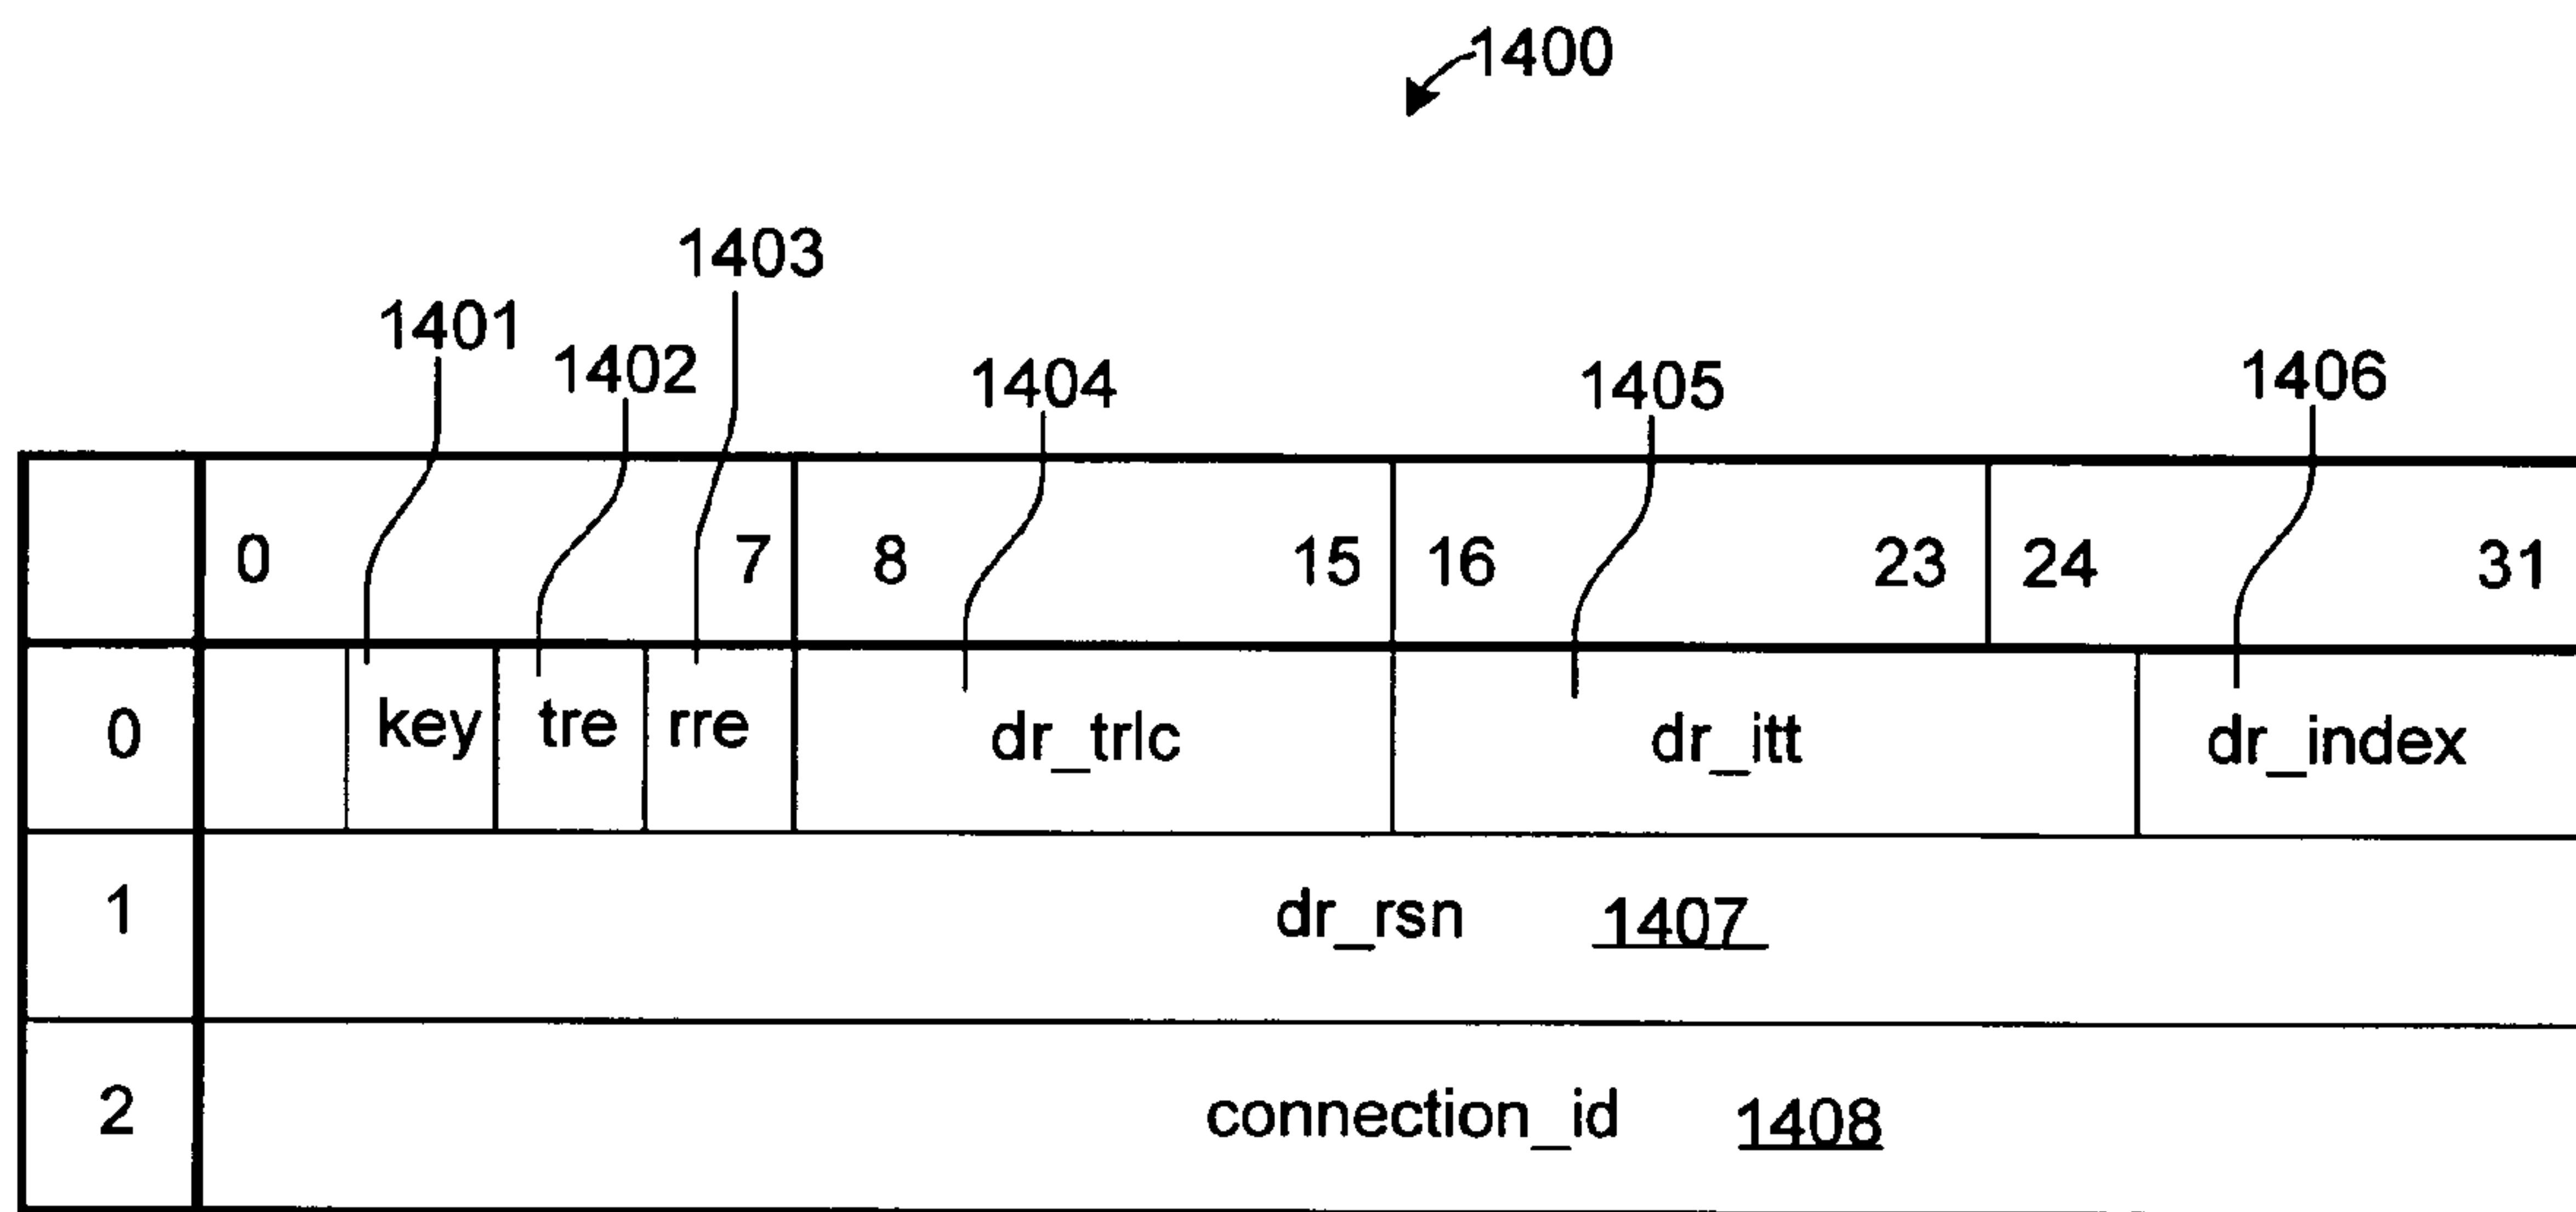 1400
1403
1401
1402
1404
1405
1406
0 7 8 15 16 23 24 31
0 key tre rre dr_trlc dr_itt dr_index
1 dr_rsn 1407
2 connection_id 1408